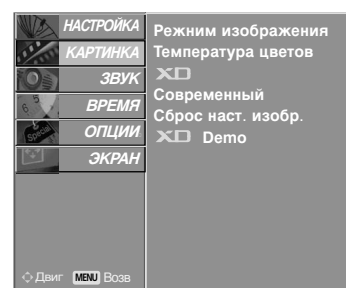 НАСТРОЙКА
КАРТИНКА
ЗВУК
ВРЕМЯ
ОПЦИИ
ЭКРАН
Двиг MENU Возв
Режним изображения
Температура цветов
XD
Современный
Сброс наст. изобр.
XD Demo